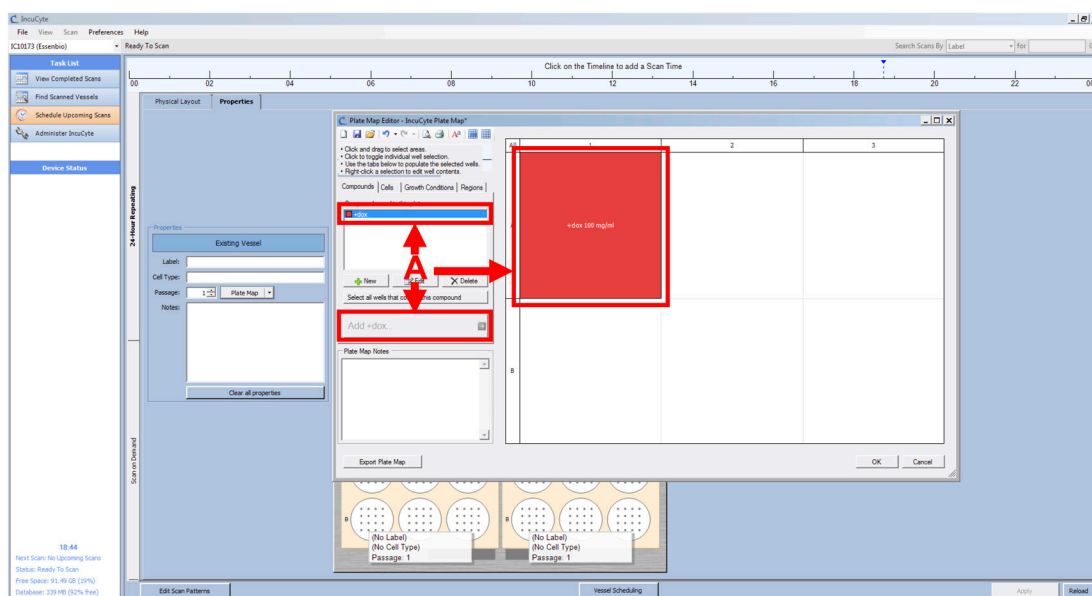 IncuCyte
File View Scan Preferences Help
IC10173 (Essenbio) Ready To Scan Search Scans By Label for
Task List
View Completed Scans
Find Scanned Vessels
Schedule Upcoming Scans
Administer IncuCyte
Device Status
Click on the Timeline to add a Scan Time
00 02 04 06 08 10 12 14 16 18 20 22 00
Physical Layout Properties
24-Hour Repeating
Scan on Demand
Properties
Existing Vessel
Label:
Cell Type:
Passage: 1 Plate Map
Notes:
Clear all properties
Plate Map Editor - IncuCyte Plate Map*
• Click and drag to select areas.
• Click to toggle individual well selection.
• Use the tabs below to populate the selected wells.
• Right-click a selection to edit well contents.
Compounds Cells Growth Conditions Regions
+dox
A
New Edit Delete
Select all wells that this compound
Add +dox...
Plate Map Notes
Export Plate Map
All 1 2 3
+dox 100 mg/ml
B
OK Cancel
B B
(No Label) (No Label)
(No Cell Type) (No Cell Type)
Passage: 1 Passage: 1
18:44
Next Scan: No Upcoming Scans
Status: Ready To Scan
Free Space: 91.49 GB (19%)
Database: 339 MB (92% free)
Edit Scan Patterns Vessel Scheduling Apply Reload